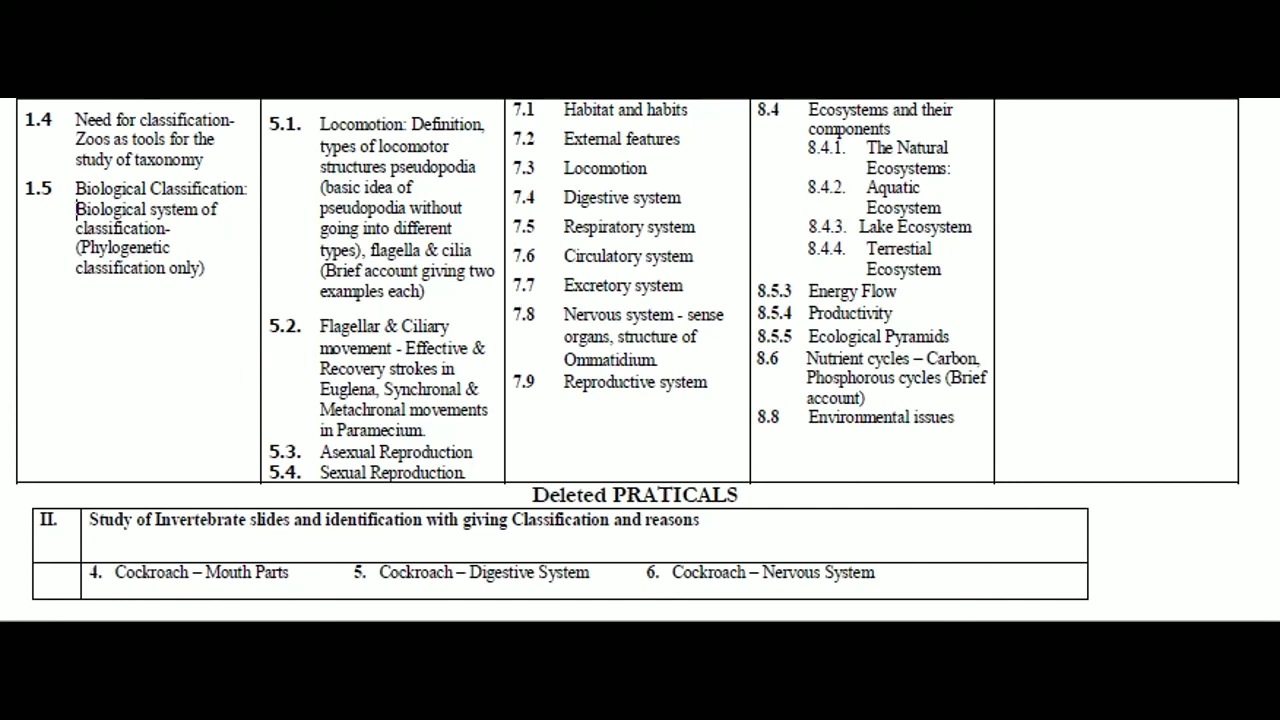 1.4 Need for classification-
Zoos as tools for the
study of taxonomy
1.5 Biological Classification:
Biological system of
classification-
(Phylogenetic
classification only)
5.1. Locomotion: Definition,
types of locomotor
structures pseudopodia
(basic idea of
pseudopodia without
going into different
types), flagella & cilia
(Brief account giving two
examples each)
5.2. Flagellar & Ciliary
movement - Effective &
Recovery strokes in
Euglena, Synchronal &
Metachronal movements
in Paramecium.
5.3. Asexual Reproduction
5.4. Sexual Reproduction
7.1 Habitat and habits
7.2 External features
7.3 Locomotion
7.4 Digestive system
7.5 Respiratory system
7.6 Circulatory system
7.7 Excretory system
7.8 Nervous system - sense
organs, structure of
Ommatidium.
7.9 Reproductive system
8.4 Ecosystems and their
components
8.4.1. The Natural
Ecosystems:
8.4.2. Aquatic
Ecosystem
8.4.3. Lake Ecosystem
8.4.4. Terrestial
Ecosystem
8.5.3 Energy Flow
8.5.4 Productivity
8.5.5 Ecological Pyramids
8.6 Nutrient cycles – Carbon,
Phosphorous cycles (Brief
account)
8.8 Environmental issues
Deleted PRATICALS
II. Study of Invertebrate slides and identification with giving Classification and reasons
4. Cockroach – Mouth Parts 5. Cockroach – Digestive System 6. Cockroach – Nervous System